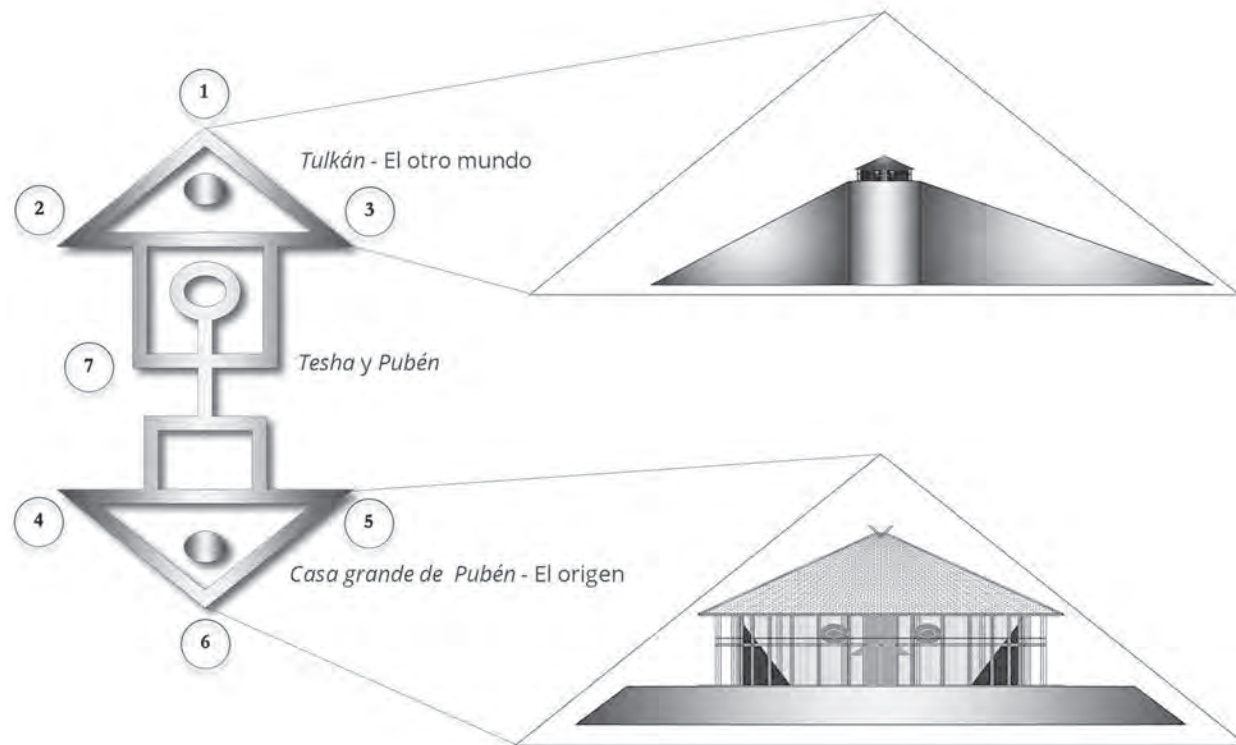 1
Tulkán - El otro mundo
2
3
7
Tesha y Pubén
4
5
Casa grande de Pubén - El origen
6